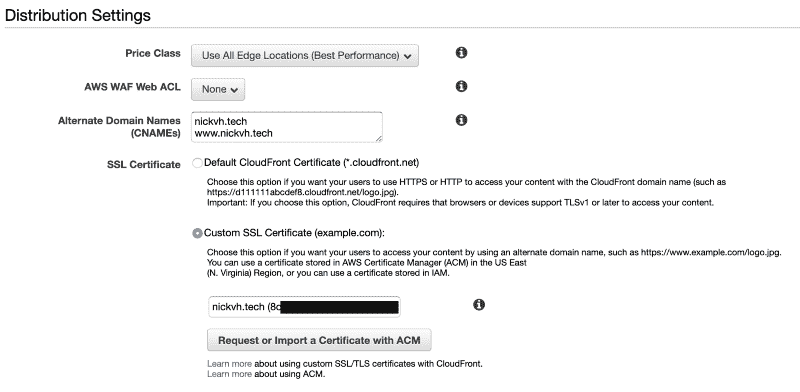 Distribution Settings
Price Class Use All Edge Locations (Best Performance)
AWS WAF Web ACL None
Alternate Domain Names nickvh.tech
(CNAMEs) www.nickvh.tech
SSL Certificate Default CloudFront Certificate (*.cloudfront.net)
Choose this option if you want your users to use HTTPS or HTTP to access your content with the CloudFront domain name (such as
https://d111111abcdef8.cloudfront.net/logo.jpg).
Important: If you choose this option, CloudFront requires that browsers or devices support TLSv1 or later to access your content.
Custom SSL Certificate (example.com):
Choose this option if you want your users to access your content by using an alternate domain name, such as https://www.example.com/logo.jpg.
You can use a certificate stored in AWS Certificate Manager (ACM) in the US East
(N. Virginia) Region, or you can use a certificate stored in IAM.
nickvh.tech (8c
Request or Import a Certificate with ACM
Learn more about using custom SSL/TLS certificates with CloudFront.
Learn more about using ACM.